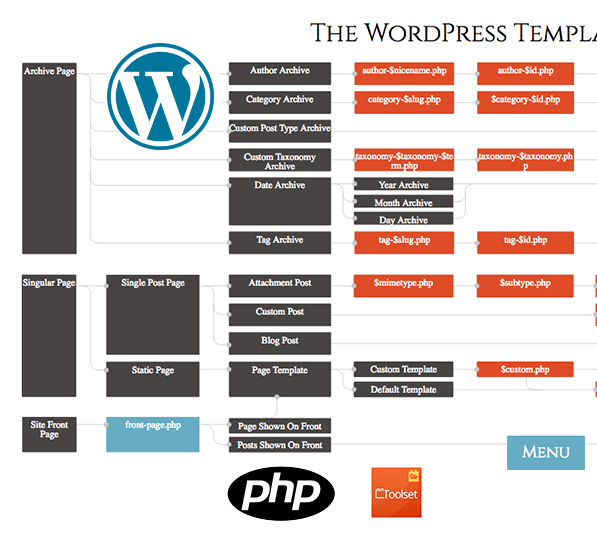 THE WORDPRESS TEMPLA
Archive Page
Author Archive
author-$nicename.php
author-$id.php
Category Archive
category-$slug.php
$category-$id.php
Custom Post Type Archive
Custom Taxonomy
Archive
taxonomy-$taxonomy-$te
rm.php
taxonomy-$taxonomy.ph
p
Date Archive
Year Archive
Month Archive
Day Archive
Tag Archive
tag-$slug.php
tag-$id.php
Singular Page
Single Post Page
Attachment Post
$mimetype.php
$subtype.php
Custom Post
Blog Post
Static Page
Page Template
Custom Template
$custom.php
Default Template
Site Front
Page
front-page.php
Page Shown On Front
Posts Shown On Front
MENU
php
Toolset